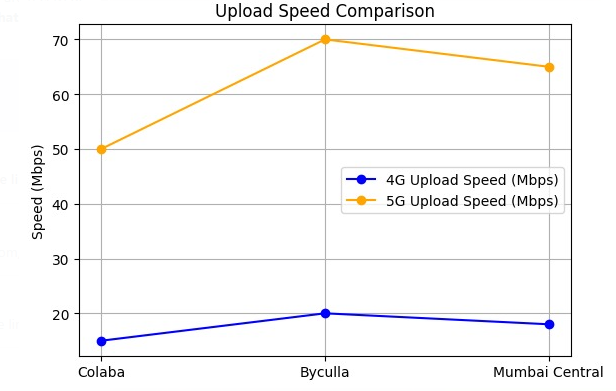 Upload Speed Comparison
70
60
50
40
30
20
Speed (Mbps)
4G Upload Speed (Mbps)
5G Upload Speed (Mbps)
Colaba
Byculla
Mumbai Central